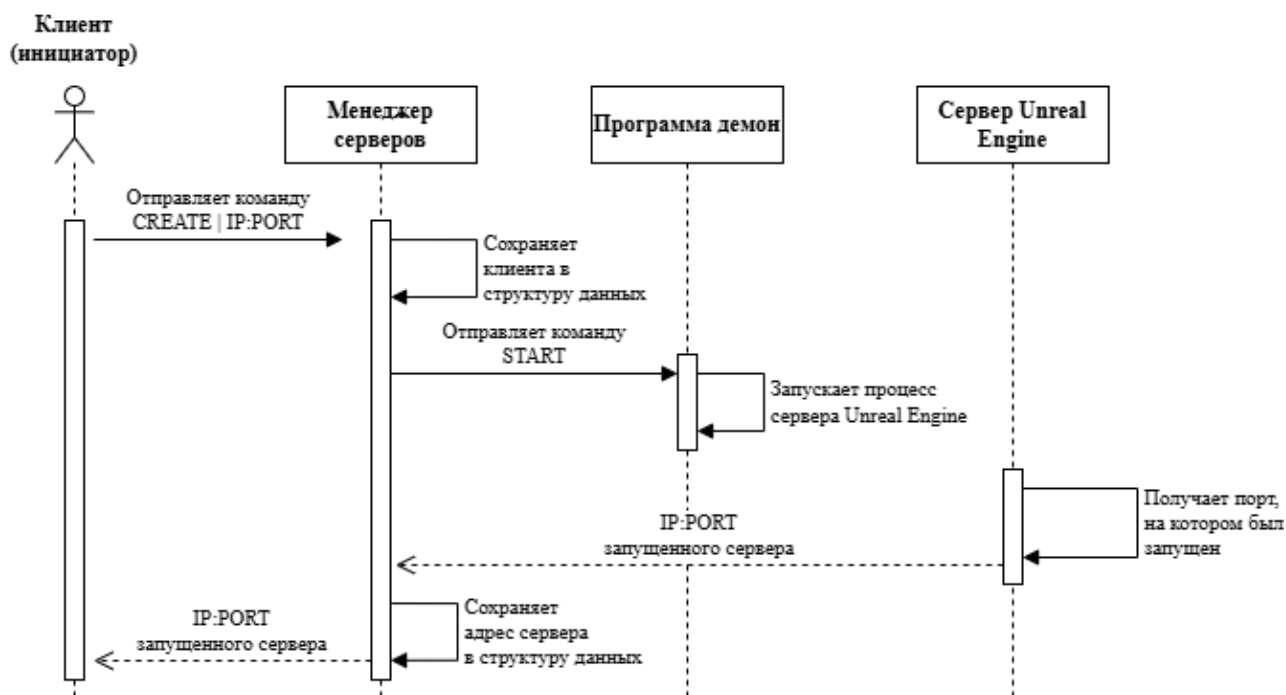 Клиент
(инициатор)
Менеджер
серверов
Программа демон
Сервер Unreal
Engine
Отправляет команду
CREATE | IP:PORT
Сохраняет
клиента в
структуру данных
Отправляет команду
START
Запускает процесс
сервера Unreal Engine
Получает порт,
на котором был
запущен
IP:PORT
запущенного сервера
Сохраняет
адрес сервера
в структуру данных
IP:PORT
запущенного сервера